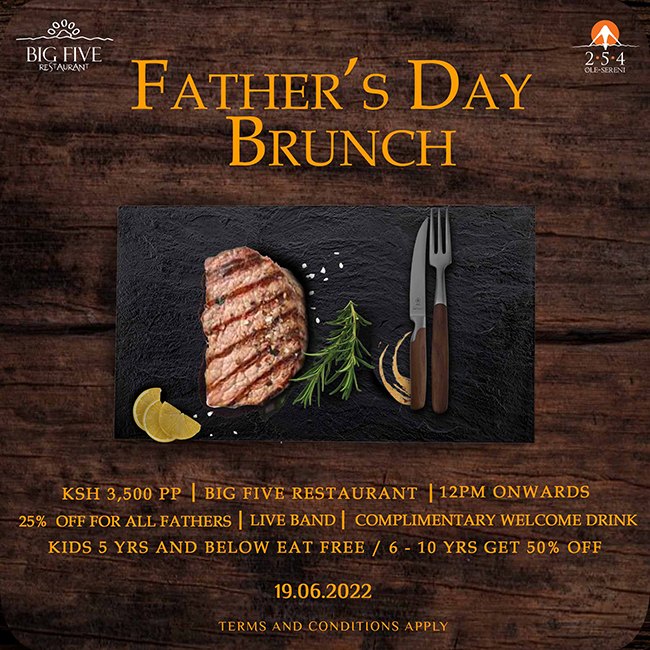 BIG FIVE
RESTAURANT
2·5·4
OLE-SERENI
FATHER'S DAY
BRUNCH
KSH 3,500 PP | BIG FIVE RESTAURANT | 12PM ONWARDS
25% OFF FOR ALL FATHERS | LIVE BAND | COMPLIMENTARY WELCOME DRINK
KIDS 5 YRS AND BELOW EAT FREE / 6 - 10 YRS GET 50% OFF
19.06.2022
TERMS AND CONDITIONS APPLY